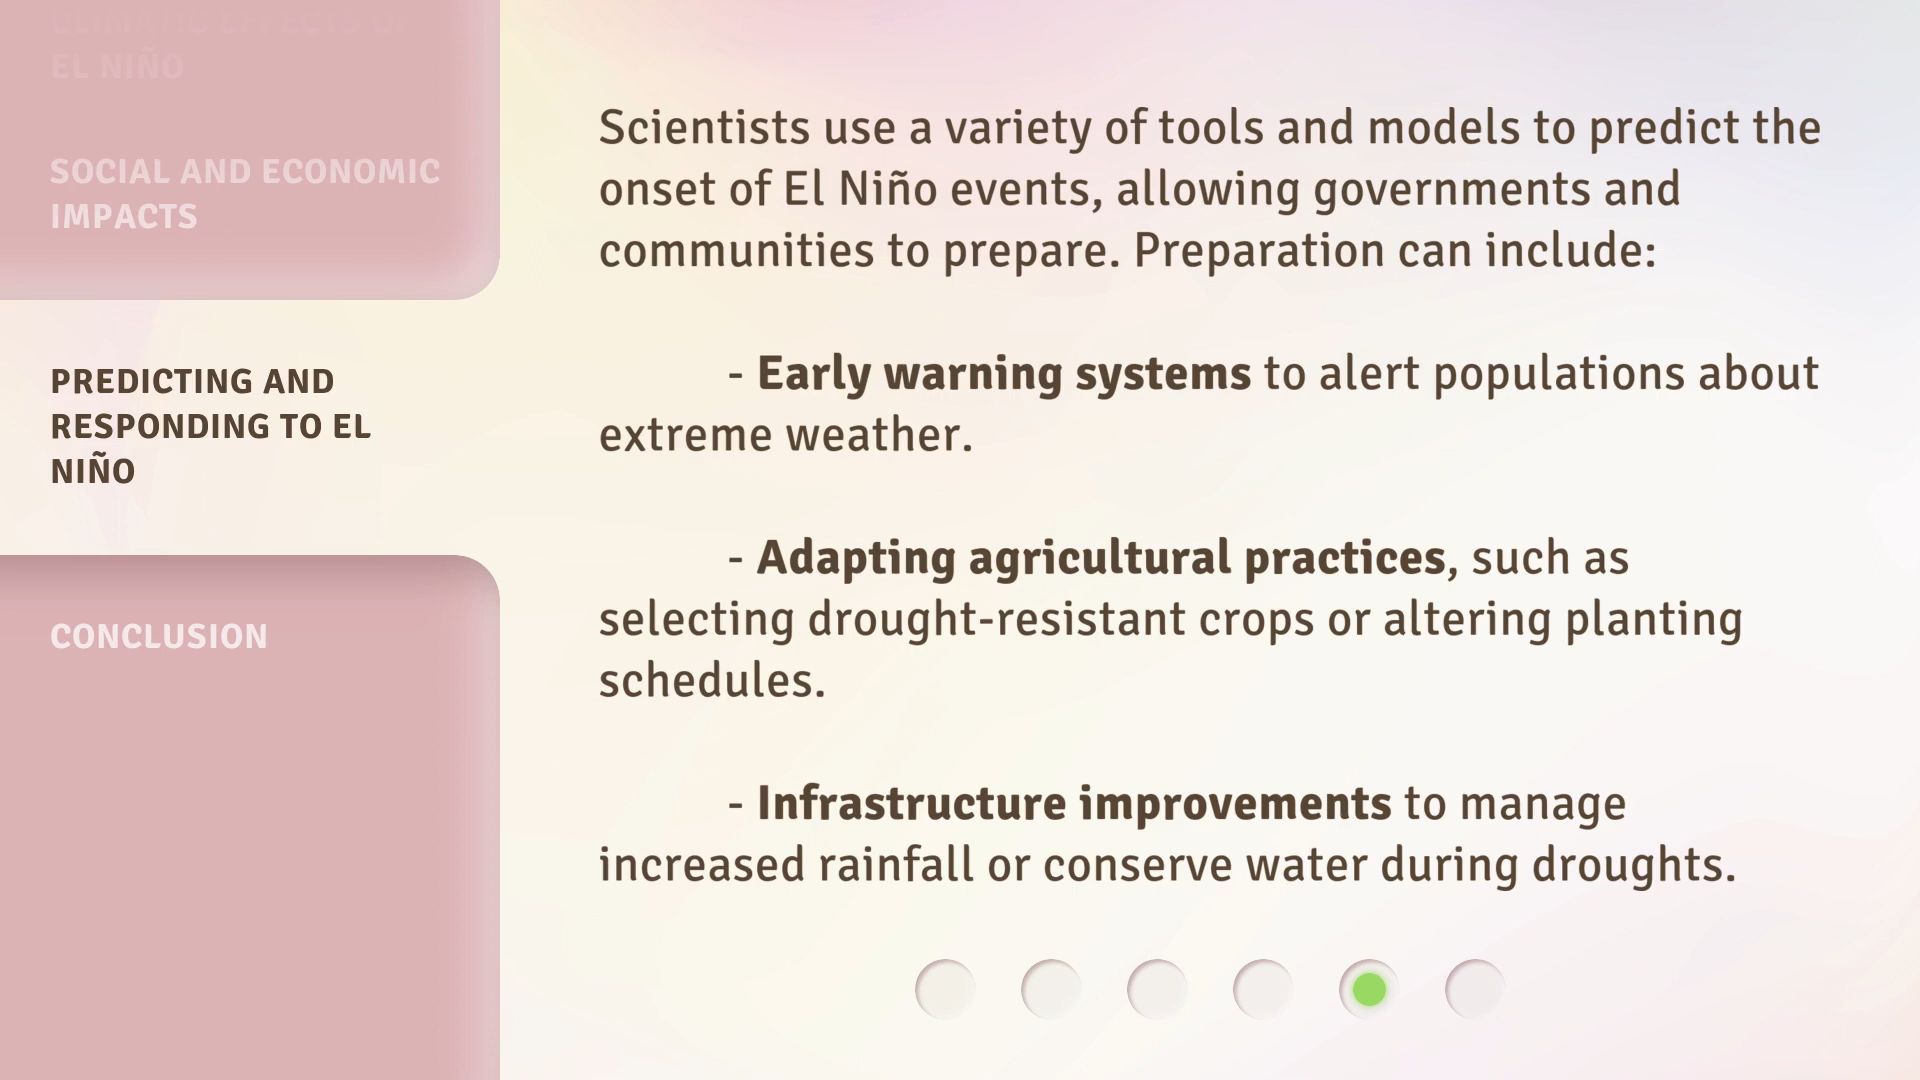 EL NIÑO
SOCIAL AND ECONOMIC
IMPACTS
PREDICTING AND
RESPONDING TO EL
NIÑO
CONCLUSION
Scientists use a variety of tools and models to predict the
onset of El Niño events, allowing governments and
communities to prepare. Preparation can include:
- Early warning systems to alert populations about
extreme weather.
- Adapting agricultural practices, such as
selecting drought-resistant crops or altering planting
schedules.
- Infrastructure improvements to manage
increased rainfall or conserve water during droughts.